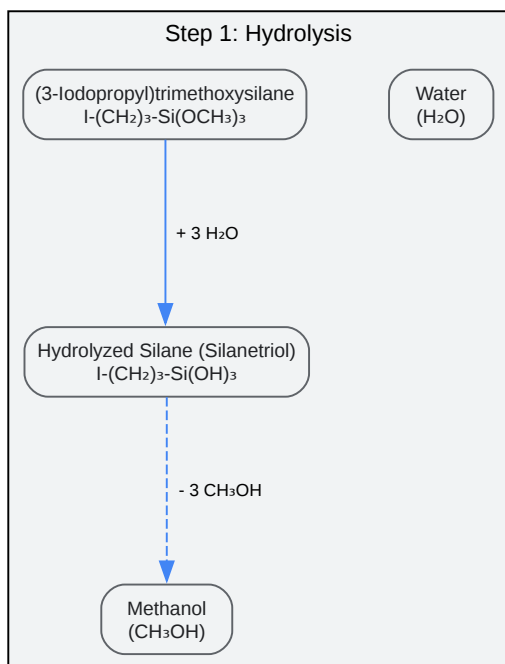 Step 1: Hydrolysis
(3-Iodopropyl)trimethoxysilane
I-(CH₂)₃-Si(OCH₃)₃
Water
(H₂O)
+ 3 H₂O
Hydrolyzed Silane (Silanetriol)
I-(CH₂)₃-Si(OH)₃
- 3 CH₃OH
Methanol
(CH₃OH)